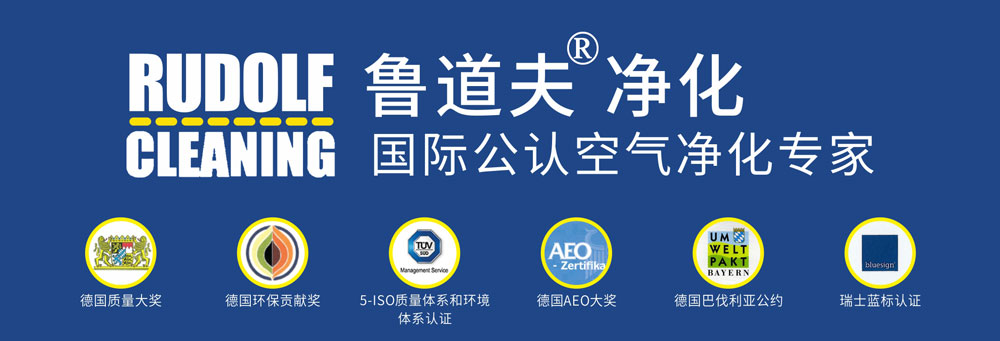 RUDOLF
CLEANING
鲁道夫®净化
国际公认空气净化专家
TÜV
SÜD
Management Service
AEO
- Zertifika
UM
WELT
PAKT
BAYERN
bluesign
德国质量大奖
德国环保贡献奖
5-ISO质量体系和环境
体系认证
德国AEO大奖
德国巴伐利亚公约
瑞士蓝标认证